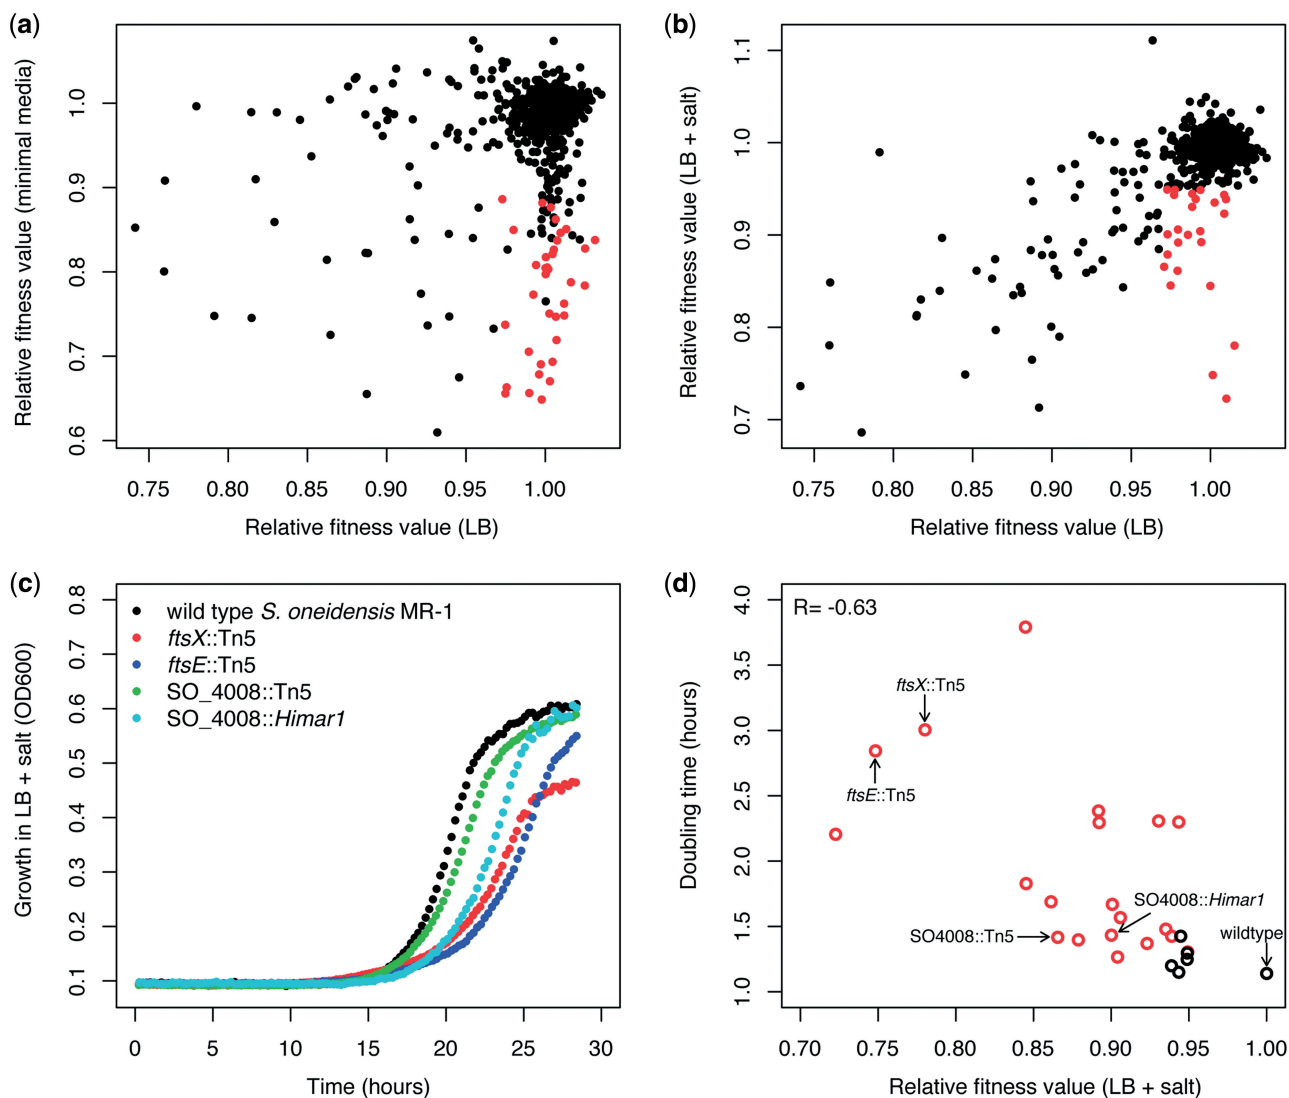 (a)
Relative fitness value (minimal media)
1.0
0.9
0.8
0.7
0.6
0.75 0.80 0.85 0.90 0.95 1.00
Relative fitness value (LB)
(b)
Relative fitness value (LB + salt)
1.1
1.0
0.9
0.8
0.7
0.75 0.80 0.85 0.90 0.95 1.00
Relative fitness value (LB)
(c)
Growth in LB + salt (OD600)
0.8
0.7
0.6
0.5
0.4
0.3
0.2
0.1
wild type S. oneidensis MR-1
ftsX::Tn5
ftsE::Tn5
SO_4008::Tn5
SO_4008::Himar1
0 5 10 15 20 25 30
Time (hours)
(d)
Doubling time (hours)
4.0
3.5
3.0
2.5
2.0
1.5
1.0
R= -0.63
ftsX::Tn5
ftsE::Tn5
SO4008::Himar1
SO4008::Tn5
wildtype
0.70 0.75 0.80 0.85 0.90 0.95 1.00
Relative fitness value (LB + salt)